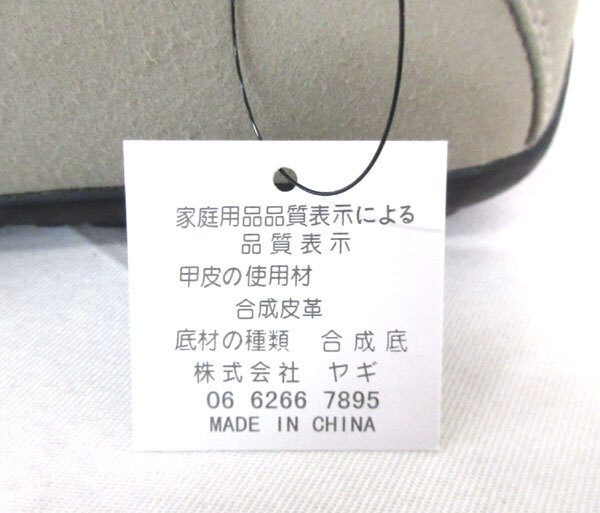 家庭用品品質表示による
品質表示
甲皮の使用材
合成皮革
底材の種類 合成底
株式会社 ヤギ
06 6266 7895
MADE IN CHINA